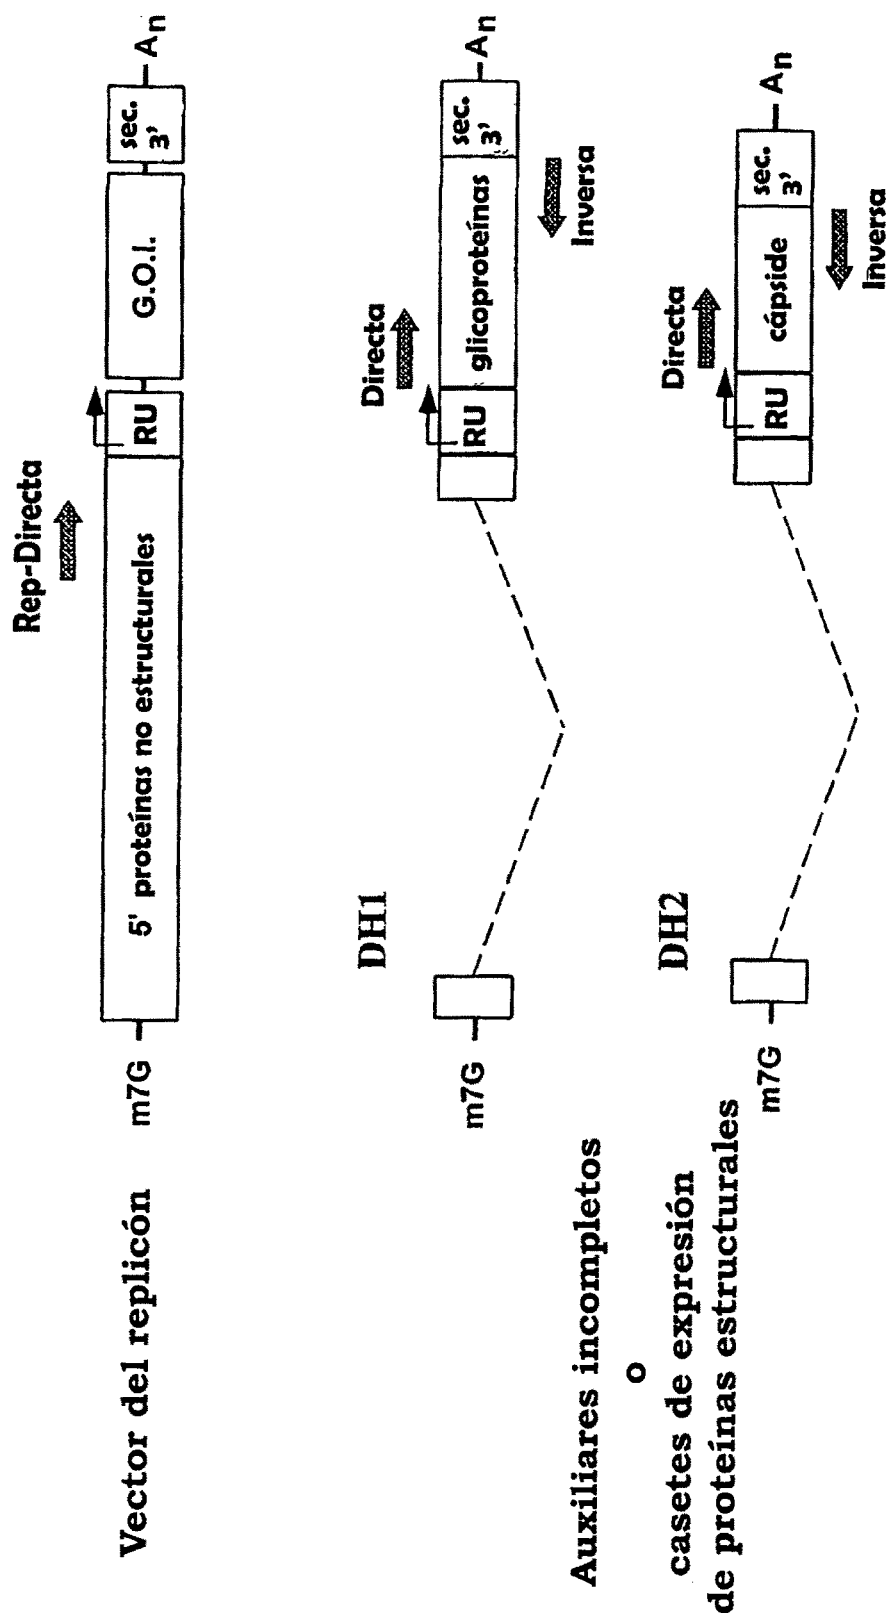 Rep-Directa
Vector del replicón
m7G
5' proteínas no estructurales
RU
G.O.I.
sec.
3'
An
DH1
Directa
m7G
RU
glicoproteínas
sec.
3'
An
Inversa
Auxiliares incompletos
o
casetes de expresión
de proteínas estructurales
DH2
Directa
m7G
RU
cápside
sec.
3'
An
Inversa